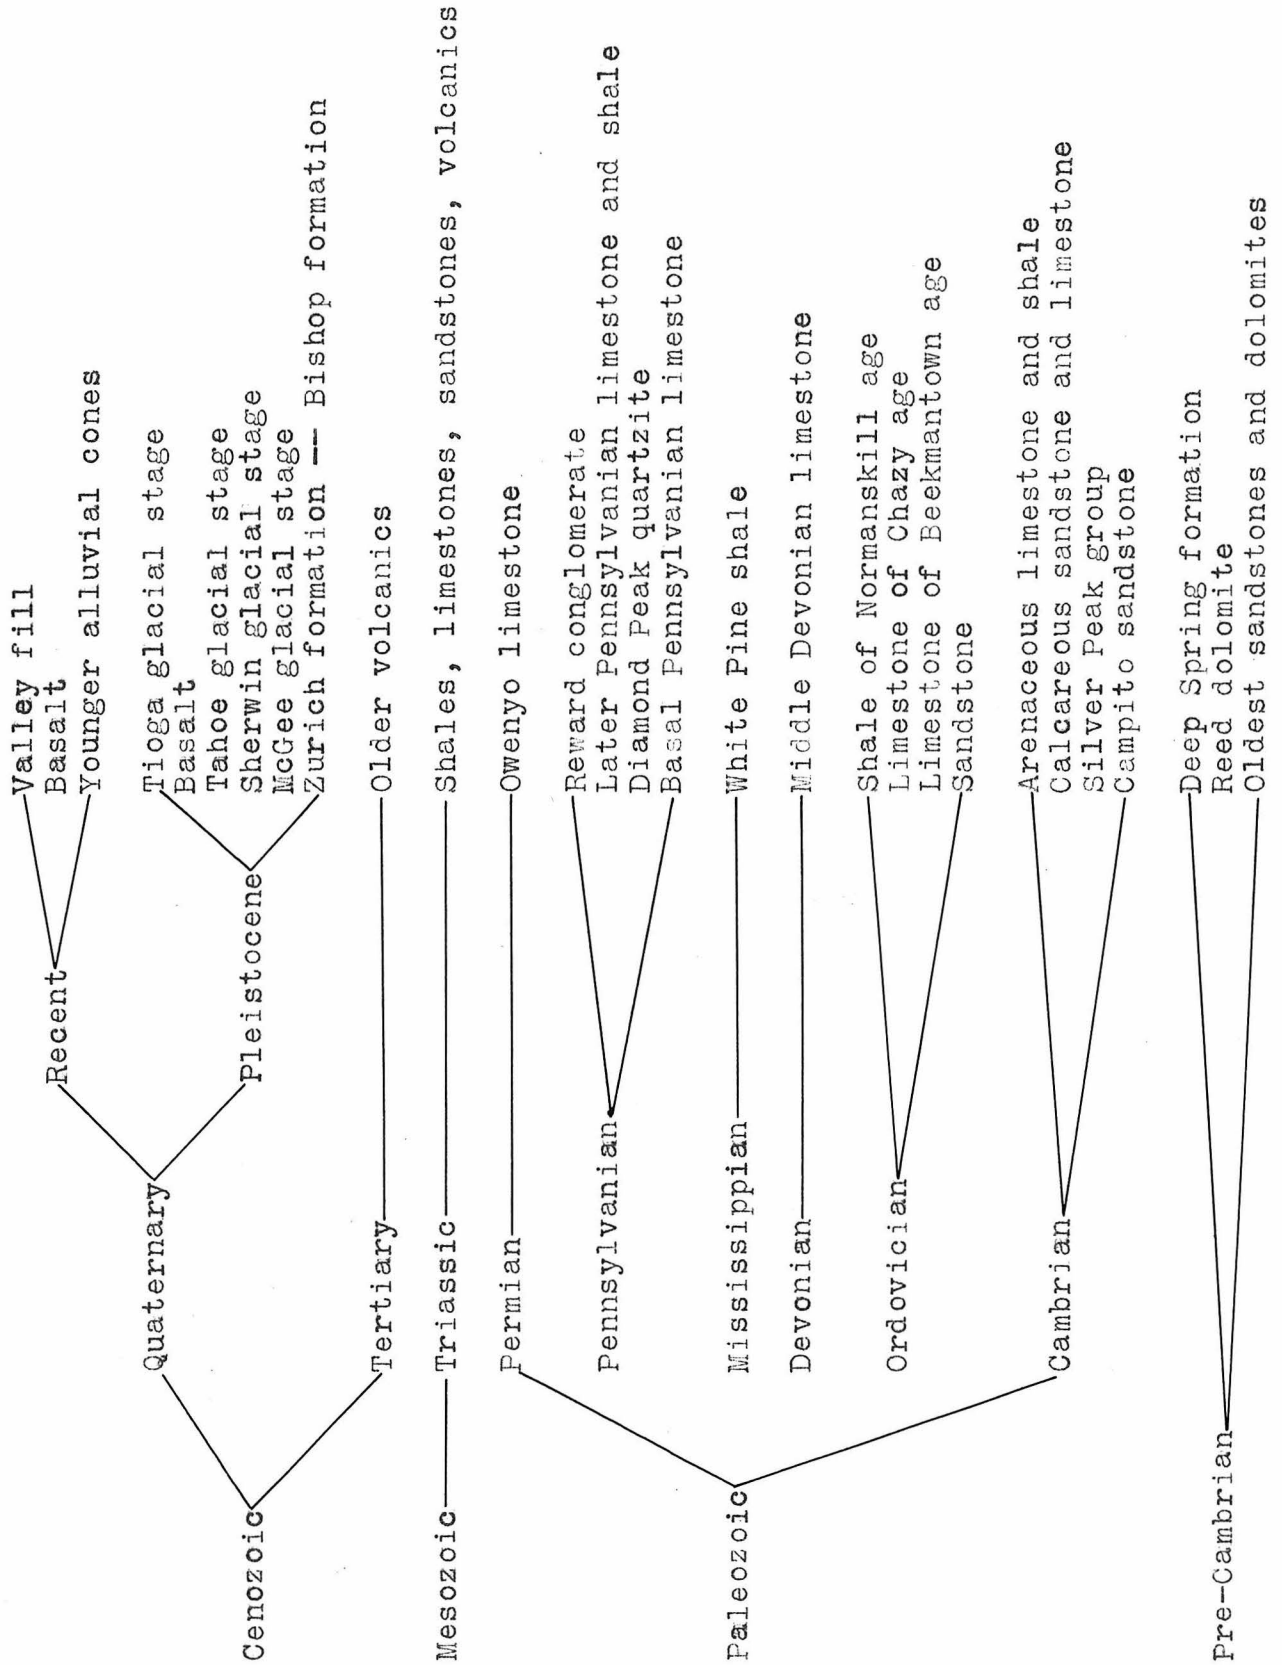 Cenozoic
Quaternary
Recent
Valley fill
Basalt
Younger alluvial cones
Pleistocene
Tioga glacial stage
Basalt
Tahoe glacial stage
Sherwin glacial stage
McGee glacial stage
Zurich formation -- Bishop formation
Tertiary
Older volcanics
Mesozoic
Triassic
Shales, limestones, sandstones, volcanics
Paleozoic
Permian
Owenyo limestone
Pennsylvanian
Reward conglomerate
Later Pennsylvanian limestone and shale
Diamond Peak quartzite
Basal Pennsylvanian limestone
Mississippian
White Pine shale
Devonian
Middle Devonian limestone
Ordovician
Shale of Normanskill age
Limestone of Chazy age
Limestone of Beekmantown age
Sandstone
Cambrian
Arenaceous limestone and shale
Calcareous sandstone and limestone
Silver Peak group
Campito sandstone
Pre-Cambrian
Deep Spring formation
Reed dolomite
Oldest sandstones and dolomites